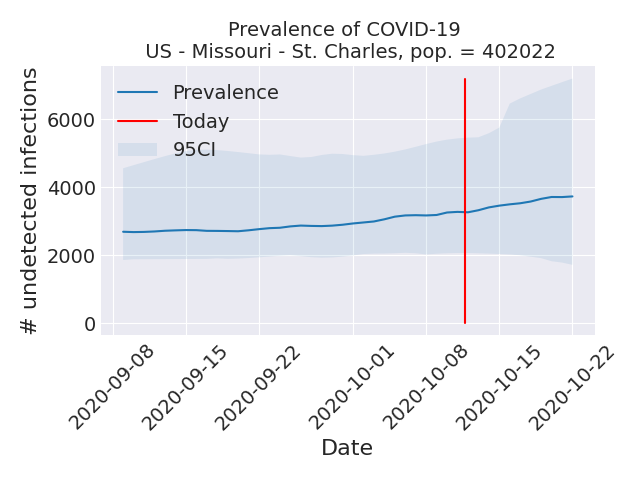 Prevalence of COVID-19
US - Missouri - St. Charles, pop. = 402022
# undetected infections
6000
4000
2000
0
Prevalence
Today
95CI
2020-09-08
2020-09-15
2020-09-22
2020-10-01
2020-10-08
2020-10-15
2020-10-22
Date